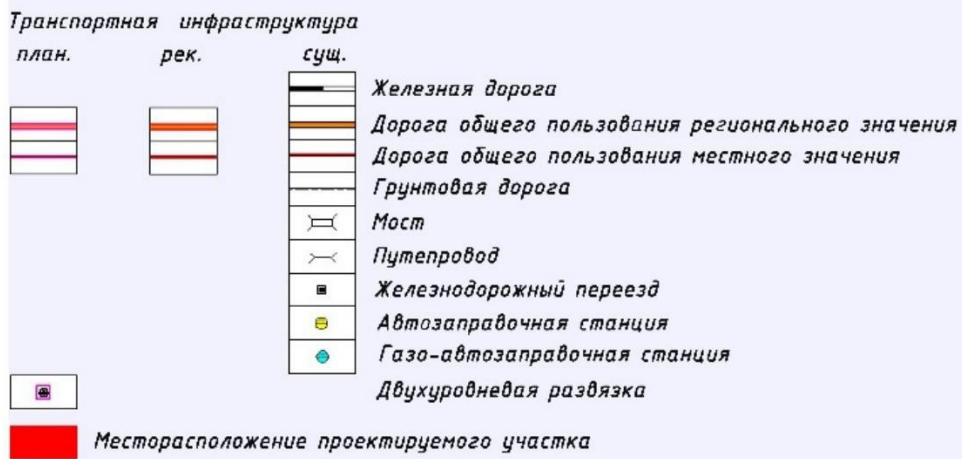 Транспортная инфраструктура
план. рек. сущ.
Железная дорога
Дорога общего пользования регионального значения
Дорога общего пользования местного значения
Грунтовая дорога
Мост
Путепровод
Железнодорожный переезд
Автозаправочная станция
Газо-автозаправочная станция
Двухуровневая развязка
Месторасположение проектируемого участка